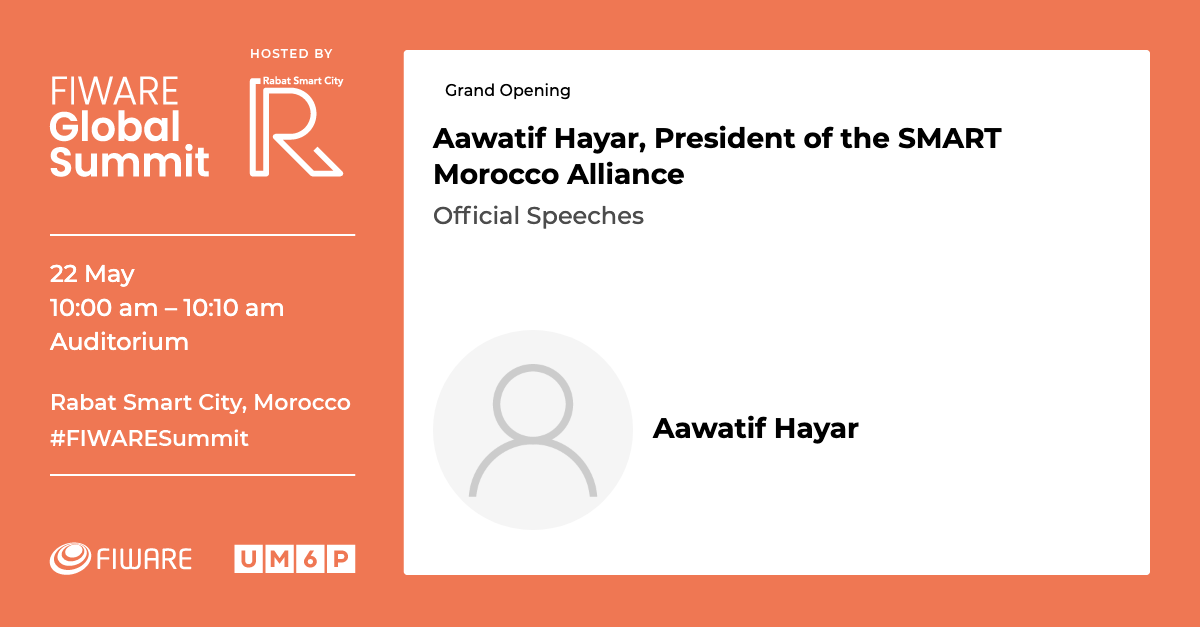 HOSTED BY
FIWARE
Global
Summit
Rabat Smart City
R
22 May
10:00 am – 10:10 am
Auditorium
Rabat Smart City, Morocco
#FIWARESummit
FIWARE
UM6P
Grand Opening
Aawatif Hayar, President of the SMART
Morocco Alliance
Official Speeches
Aawatif Hayar